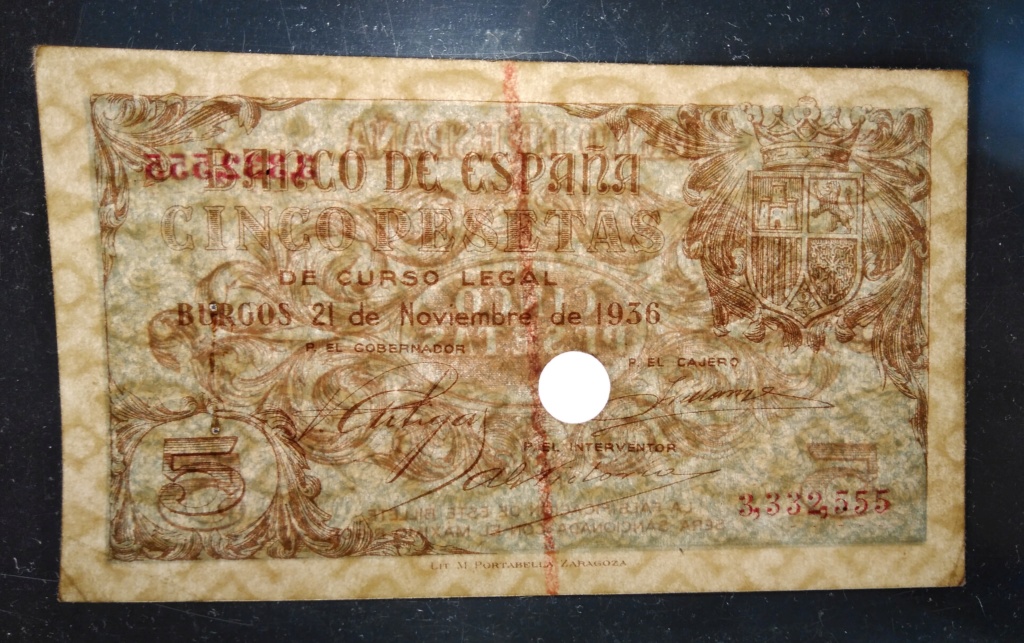 BANCO DE ESPAÑA
CINCO PESETAS
DE CURSO LEGAL
BURGOS 21 de Noviembre de 1936
P. EL GOBERNADOR
P. EL CAJERO
P. EL INTERVENTOR
5
3,332,555
LIT. M. PORTABELLA ZARAGOZA